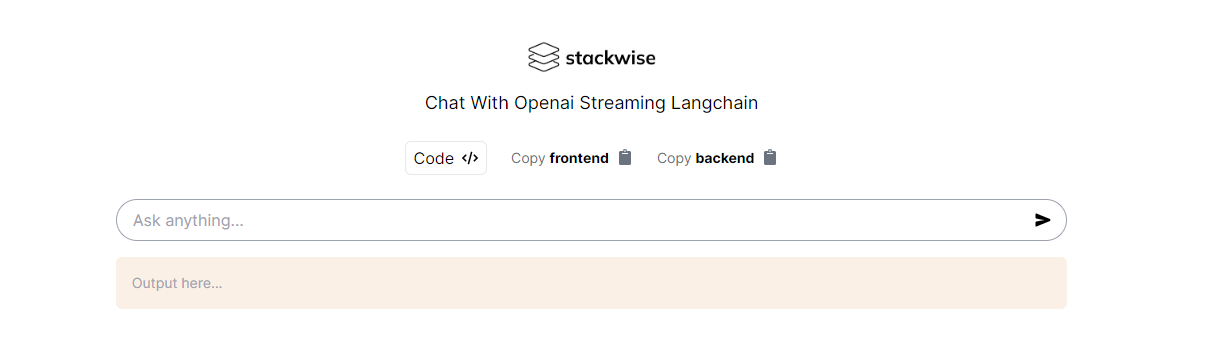 stackwise
Chat With Openai Streaming Langchain
Code </> Copy frontend Copy backend
Ask anything...
Output here...